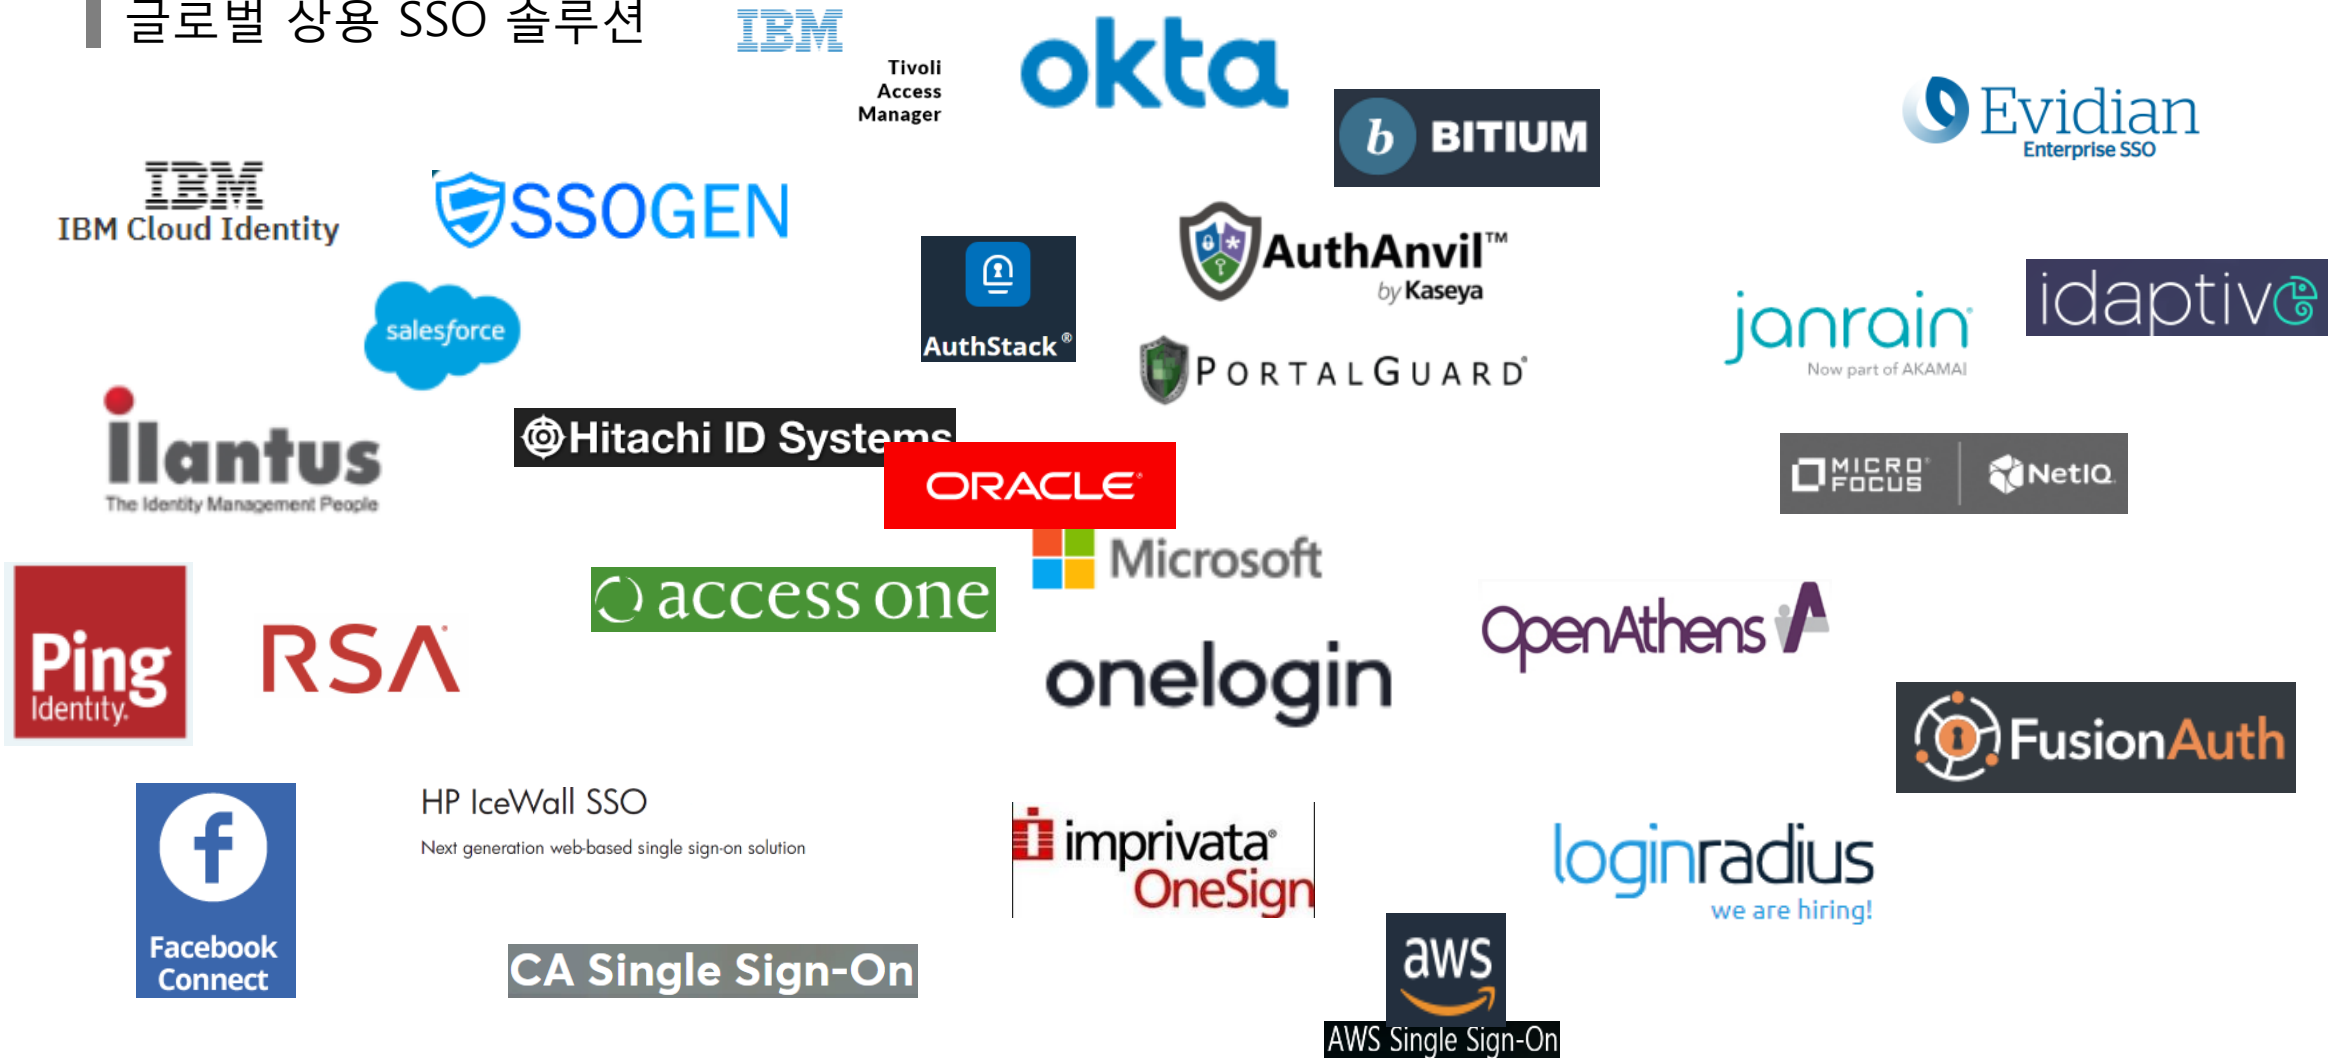 글로벌 상용 SSO 솔루션
IBM
Tivoli
Access
Manager
okta
b BITIUM
Evidian
Enterprise SSO
IBM
IBM Cloud Identity
SSOGEN
AuthAnvil™
by Kaseya
AuthStack®
salesforce
janrain
Now part of AKAMAI
idaptive
PORTALGUARD®
ilantus
The Identity Management People
Hitachi ID Systems
ORACLE®
MICRO®
FOCUS
NetIQ
Microsoft
access one
OpenAthens
Ping
Identity.
RSA
onelogin
FusionAuth
f
Facebook
Connect
HP IceWall SSO
Next generation web-based single sign-on solution
imprivata®
OneSign
loginradius
we are hiring!
CA Single Sign-On
aws
AWS Single Sign-On